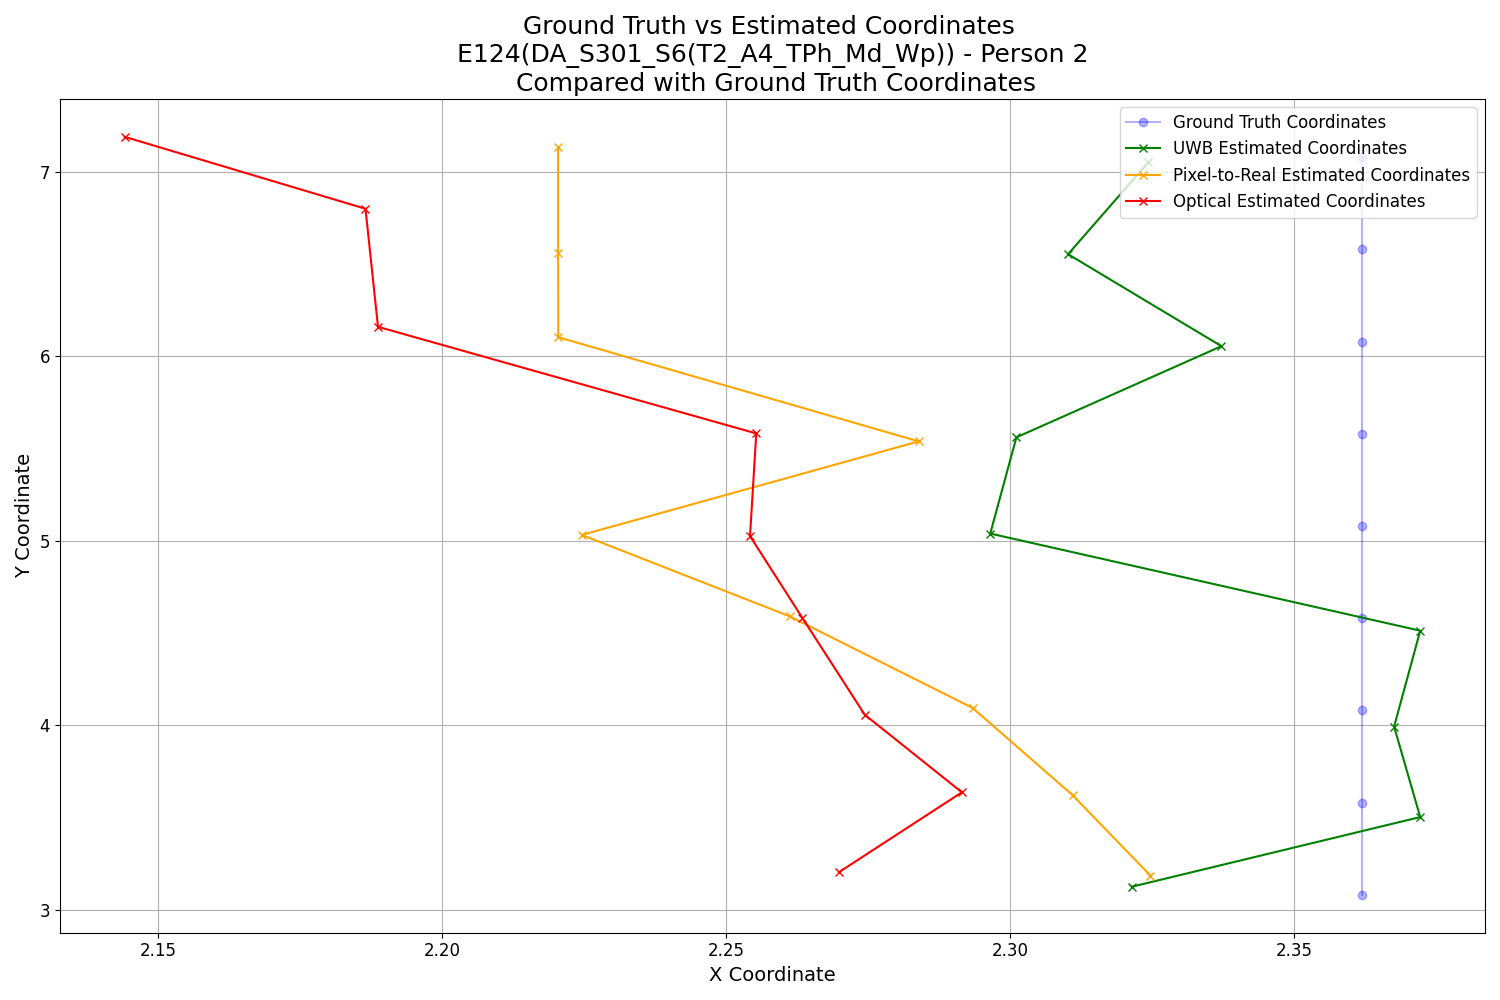 Ground Truth vs Estimated Coordinates
E124(DA_S301_S6(T2_A4_TPh_Md_Wp)) - Person 2
Compared with Ground Truth Coordinates
Ground Truth Coordinates
UWB Estimated Coordinates
Pixel-to-Real Estimated Coordinates
Optical Estimated Coordinates
Y Coordinate
7
6
5
4
3
2.15 2.20 2.25 2.30 2.35
X Coordinate